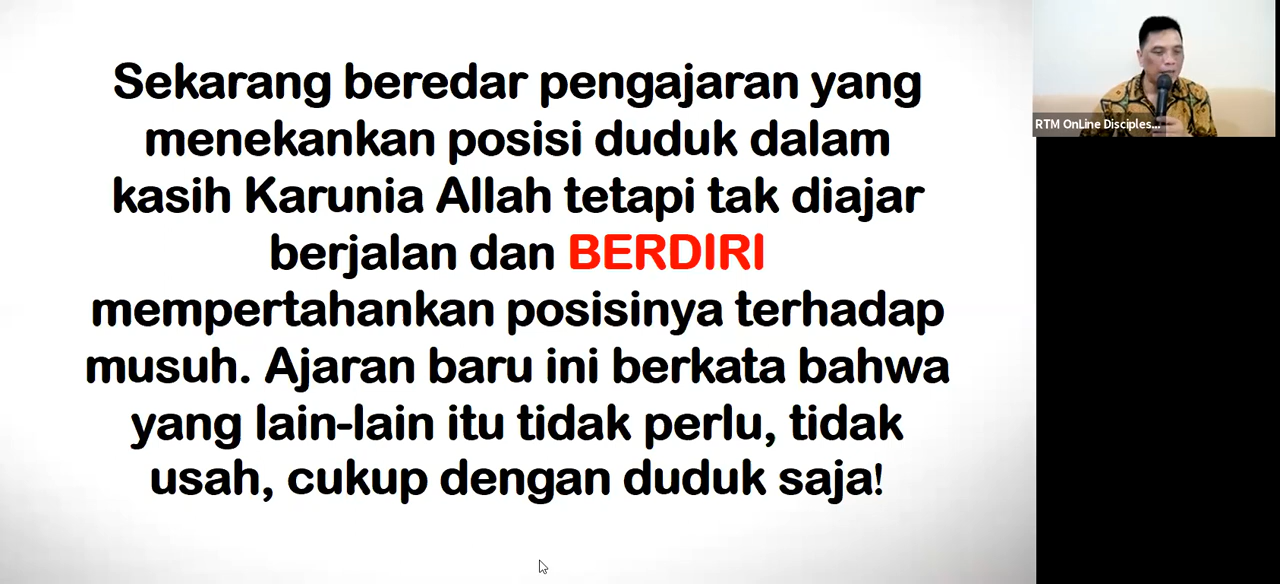 Sekarang beredar pengajaran yang
menekankan posisi duduk dalam
kasih Karunia Allah tetapi tak diajar
berjalan dan BERDIRI
mempertahankan posisinya terhadap
musuh. Ajaran baru ini berkata bahwa
yang lain-lain itu tidak perlu, tidak
usah, cukup dengan duduk saja!
RTM OnLine Disciples...